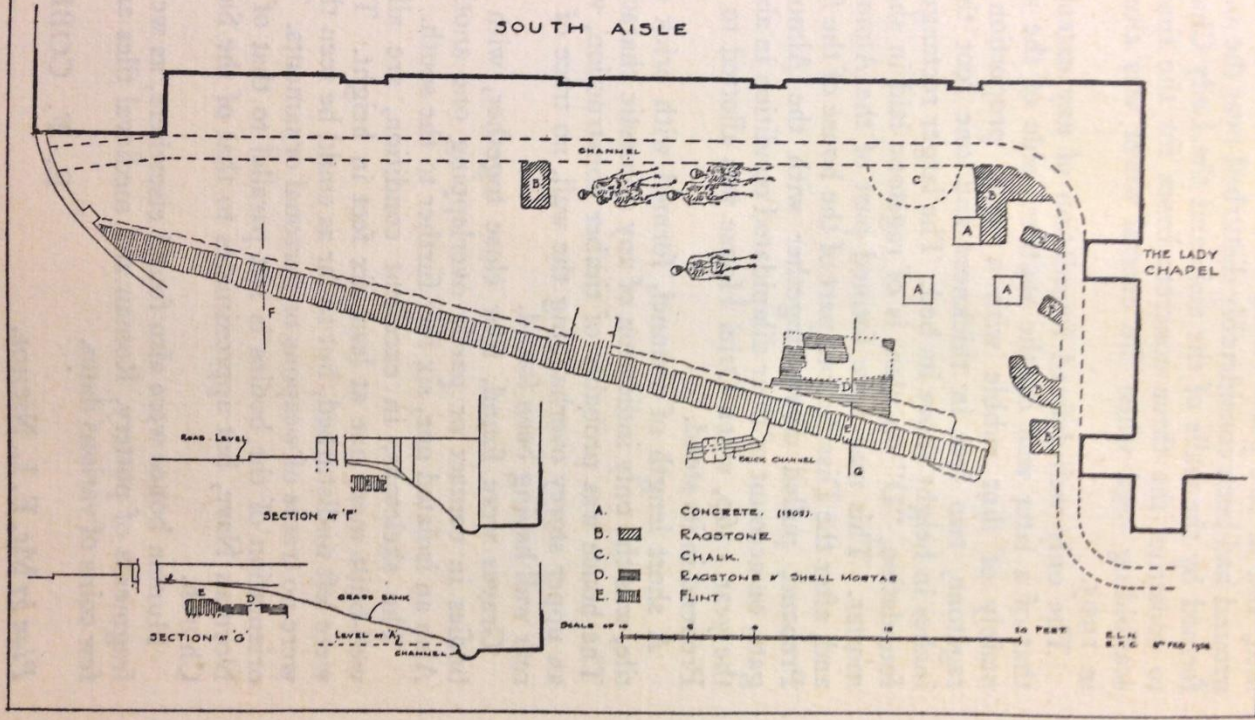 SOUTH AISLE
CHANNEL
B
C
B
A
A
A
B
B
THE LADY
CHAPEL
F
D
E
G
BRICK CHANNEL
ROAD LEVEL
SECTION AT 'F'
E
D
GRASS BANK
SECTION AT 'G'
LEVEL AT 'A'
CHANNEL
A. CONCRETE.
B. RAGSTONE.
C. CHALK.
D. RAGSTONE & SHELL MORTAR
E. FLINT
SCALE OF 10 5 0 10 20 FEET.